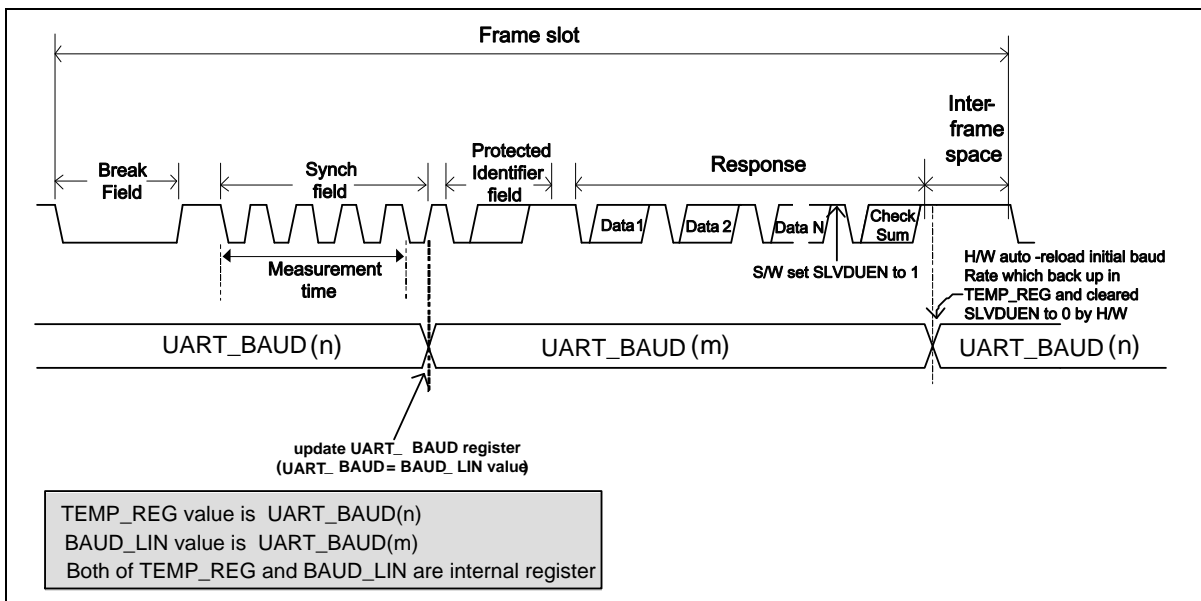 Frame slot
Inter-
frame
space
Break
Field
Synch
field
Protected
Identifier
field
Response
Data 1
Data 2
Data N
Check
Sum
Measurement
time
S/W set SLVDUEN to 1
H/W auto -reload initial baud
Rate which back up in
TEMP_REG and cleared
SLVDUEN to 0 by H/W
UART_BAUD (n)
UART_BAUD (m)
UART_BAUD (n)
update UART_ BAUD register
(UART_ BAUD = BAUD_ LIN value)
TEMP_REG value is UART_BAUD(n)
BAUD_LIN value is UART_BAUD(m)
Both of TEMP_REG and BAUD_LIN are internal register